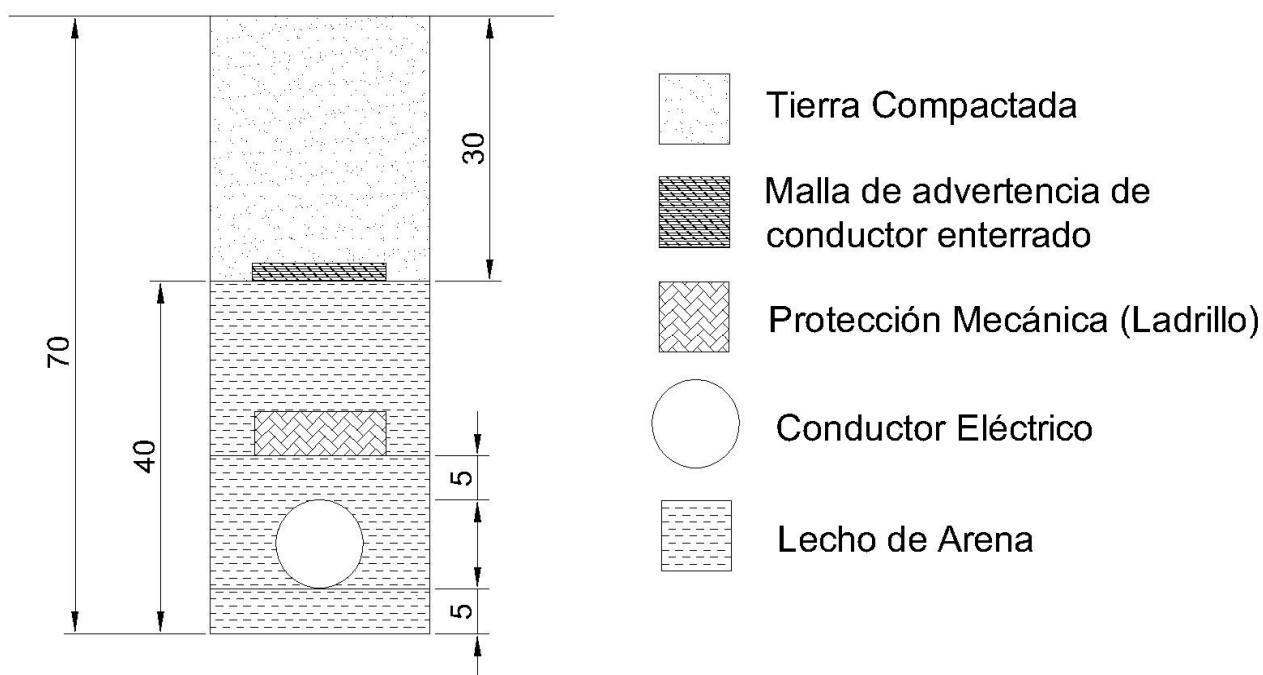 70
40
30
5
5
Tierra Compactada
Malla de advertencia de
conductor enterrado
Protección Mecánica (Ladrillo)
Conductor Eléctrico
Lecho de Arena